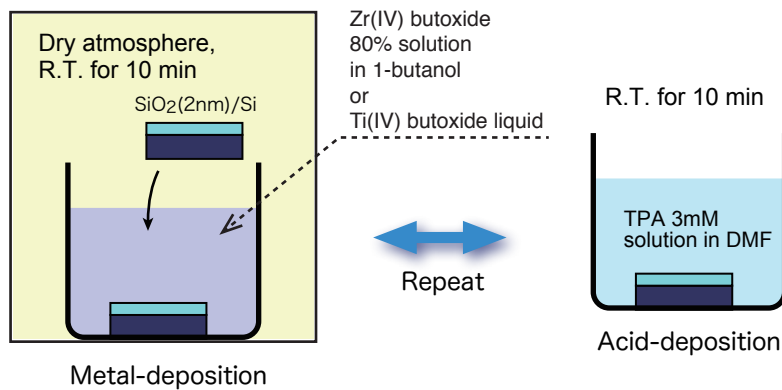 Dry atmosphere,
R.T. for 10 min
SiO₂(2nm)/Si
Metal-deposition
Zr(IV) butoxide
80% solution
in 1-butanol
or
Ti(IV) butoxide liquid
Repeat
R.T. for 10 min
TPA 3mM
solution in DMF
Acid-deposition